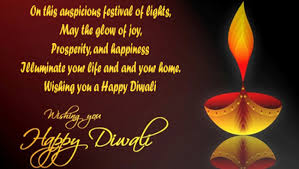 On this auspicious festival of lights,
May the glow of joy,
Prosperity, and happiness
Illuminate your life and and your home.
Wishing you a Happy Diwali
Wishing you
Happy Diwali